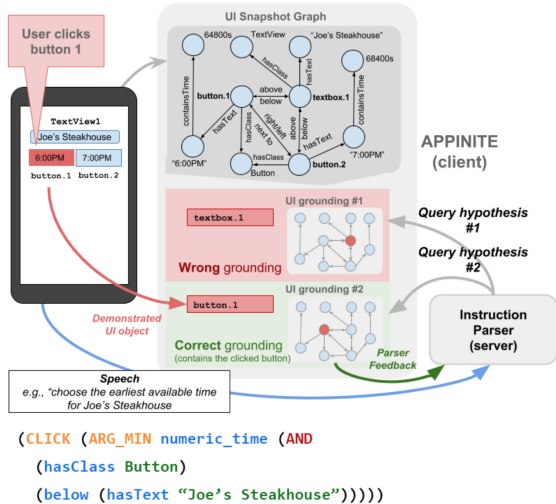 UI Snapshot Graph
User clicks
button 1
64800s
TextView
"Joe's Steakhouse"
68400s
containsTime
hasClass
hasText
containsTime
button.1
above
below
textbox.1
hasText
hasClass
right/left
next to
above
below
hasText
"6:00PM"
hasClass
Button
button.2
"7:00PM"
TextView1
Joe's Steakhouse
6:00PM
7:00PM
button.1
button.2
APPINITE
(client)
UI grounding #1
textbox.1
Wrong grounding
Query hypothesis
#1
Query hypothesis
#2
UI grounding #2
button.1
Demonstrated
UI object
Correct grounding
(contains the clicked button)
Parser
Feedback
Instruction
Parser
(server)
Speech
e.g., "choose the earliest available time
for Joe's Steakhouse
(CLICK (ARG_MIN numeric_time (AND
(hasClass Button)
(below (hasText “Joe’s Steakhouse”)))))